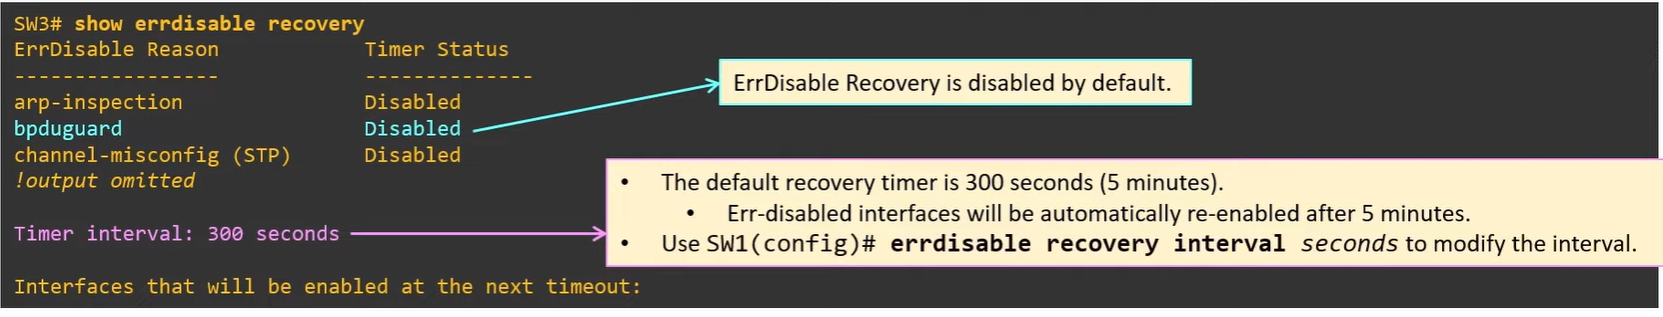 SW3# show errdisable recovery
ErrDisable Reason Timer Status
----------------- --------------
arp-inspection Disabled
bpduguard Disabled
channel-misconfig (STP) Disabled
!output omitted
Timer interval: 300 seconds
Interfaces that will be enabled at the next timeout:
ErrDisable Recovery is disabled by default.
• The default recovery timer is 300 seconds (5 minutes).
• Err-disabled interfaces will be automatically re-enabled after 5 minutes.
• Use SW1(config)# errdisable recovery interval seconds to modify the interval.